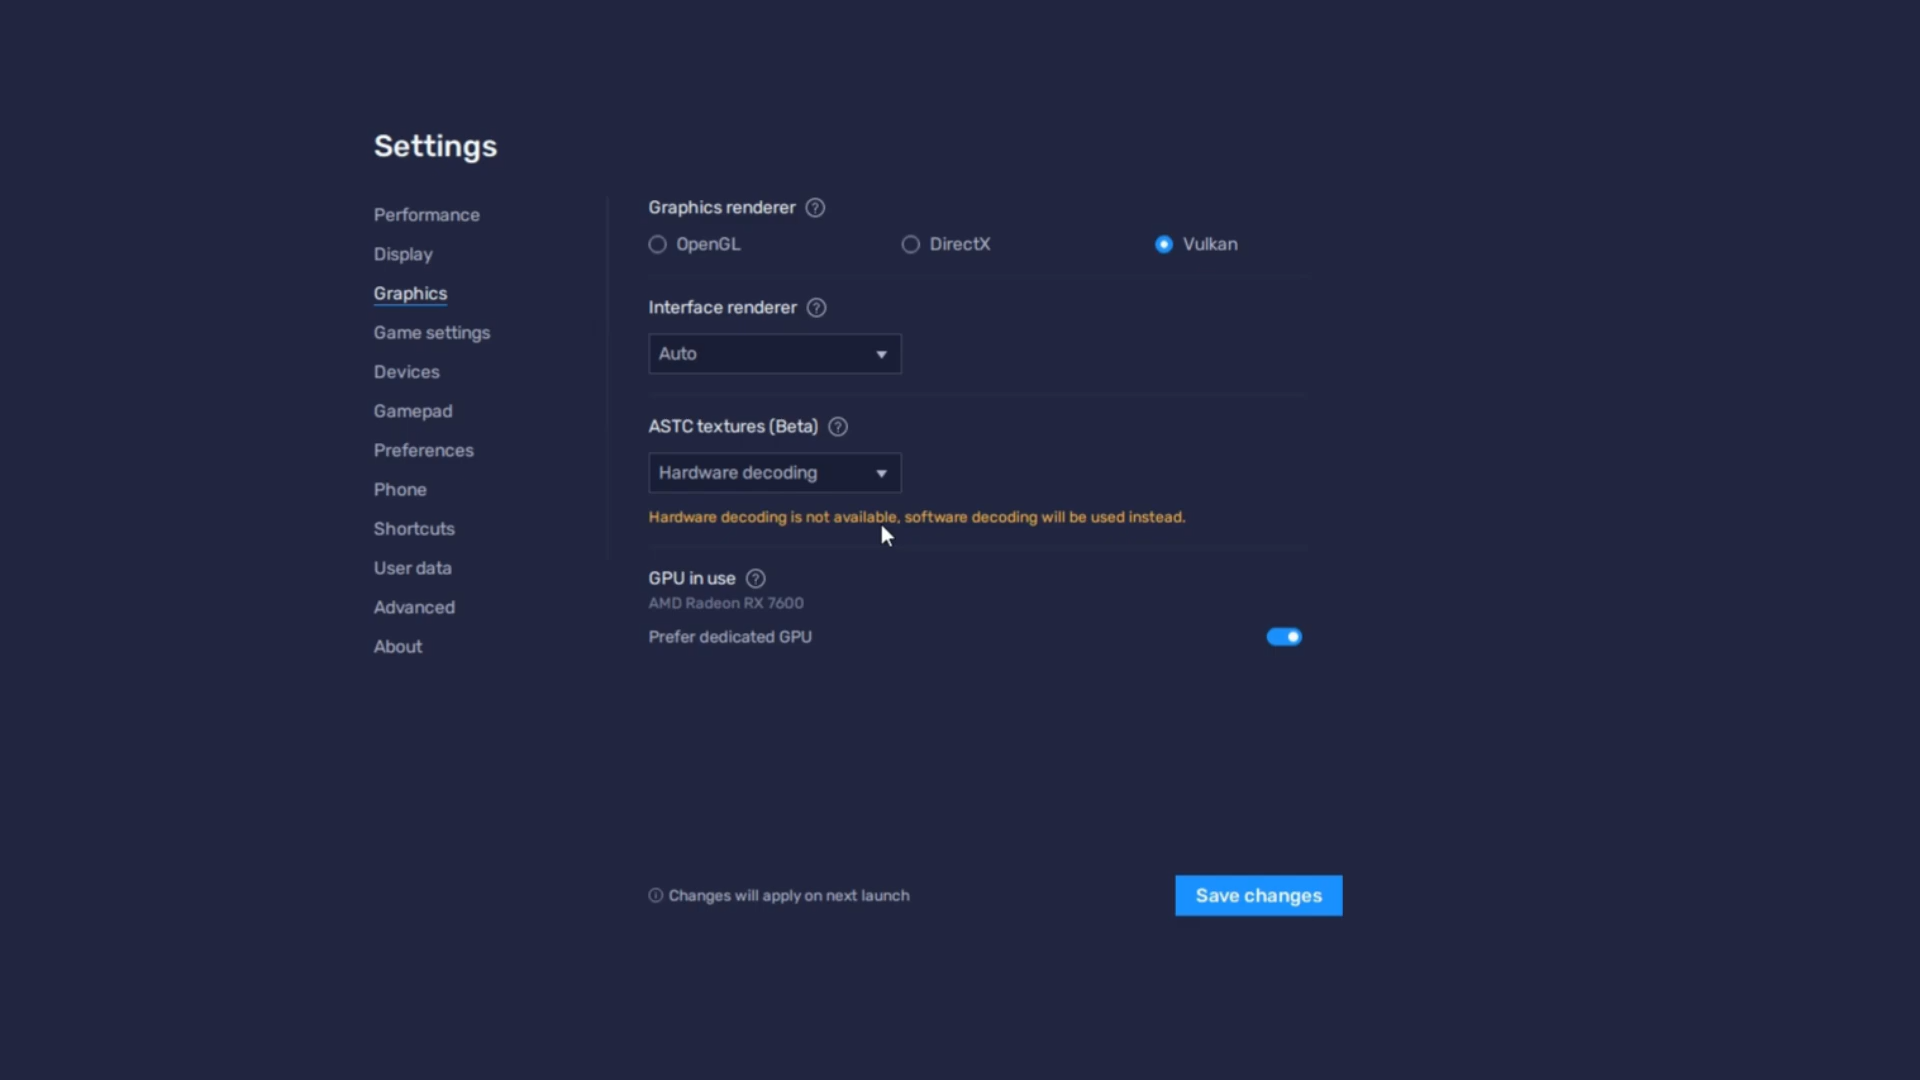 Settings
Performance
Display
Graphics
Game settings
Devices
Gamepad
Preferences
Phone
Shortcuts
User data
Advanced
About
Graphics renderer ?
OpenGL DirectX Vulkan
Interface renderer ?
Auto
ASTC textures (Beta) ?
Hardware decoding
Hardware decoding is not available, software decoding will be used instead.
GPU in use ?
AMD Radeon RX 7600
Prefer dedicated GPU
Changes will apply on next launch
Save changes